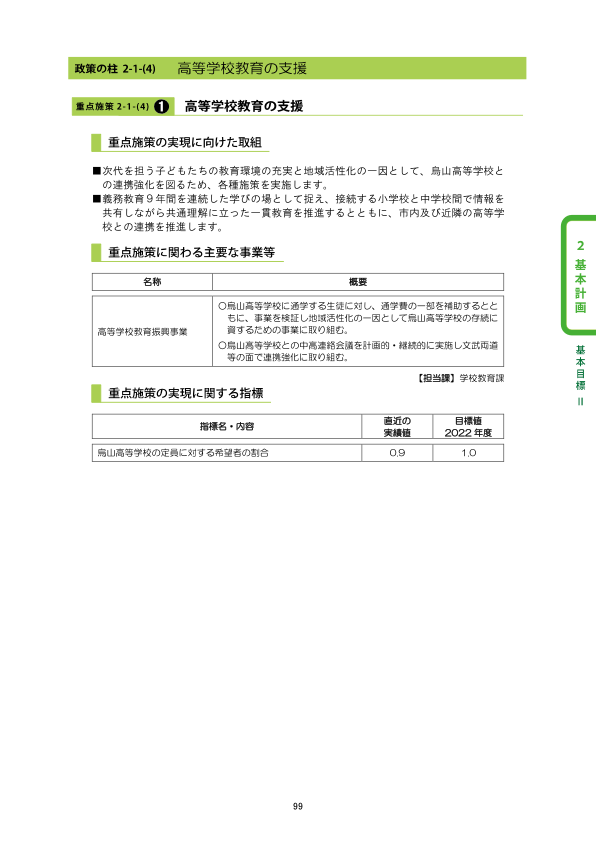 政策の柱 2-1-(4) 高等学校教育の支援
重点施策 2-1-(4) ❶ 高等学校教育の支援
重点施策の実現に向けた取組
■次代を担う子どもたちの教育環境の充実と地域活性化の一因として、烏山高等学校と
の連携強化を図るため、各種施策を実施します。
■義務教育９年間を連続した学びの場として捉え、接続する小学校と中学校間で情報を
共有しながら共通理解に立った一貫教育を推進するとともに、市内及び近隣の高等学
校との連携を推進します。
重点施策に関わる主要な事業等
名称 概要
高等学校教育振興事業
○烏山高等学校に通学する生徒に対し、通学費の一部を補助するとと
もに、事業を検証し地域活性化の一因として烏山高等学校の存続に
資するための事業に取り組む。
○烏山高等学校との中高連絡会議を計画的・継続的に実施し文武両道
等の面で連携強化に取り組む。
【担当課】学校教育課
重点施策の実現に関する指標
指標名・内容 直近の 目標値
実績値 2022 年度
烏山高等学校の定員に対する希望者の割合 0.9 1.0
2
基本計画
基本目標
Ⅱ
99